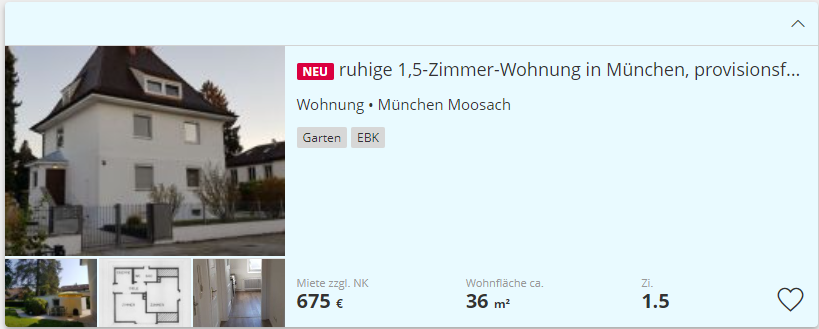 NEU ruhige 1,5-Zimmer-Wohnung in München, provisionsf...
Wohnung • München Moosach
Garten EBK
Miete zzgl. NK Wohnfläche ca. Zi.
675 € 36 m² 1.5